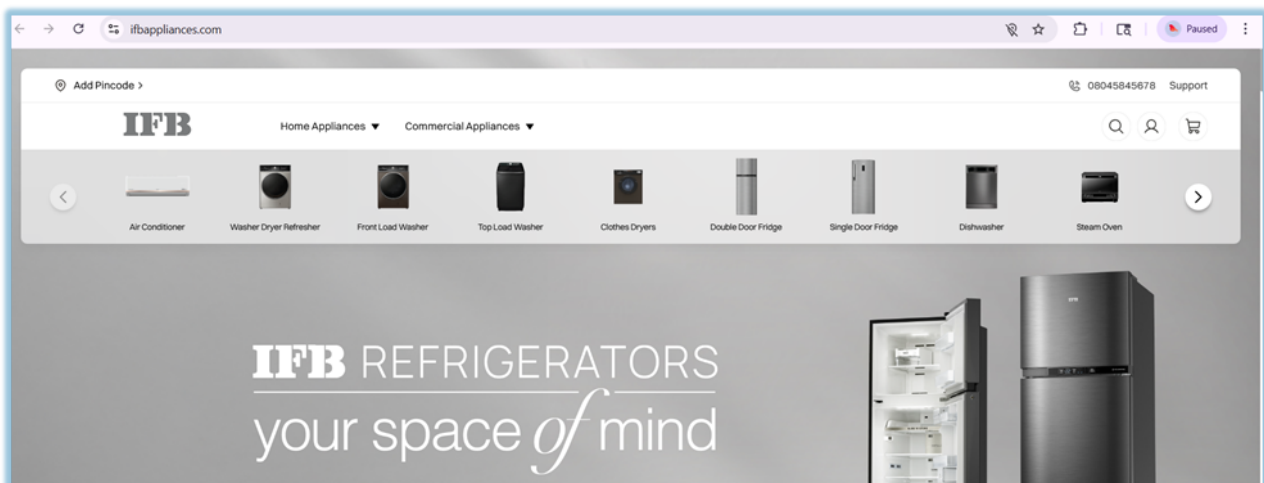 ifbappliances.com
Paused
Add Pincode >
08045845678 Support
IFB
Home Appliances ▼ Commercial Appliances ▼
Air Conditioner Washer Dryer Refresher Front Load Washer Top Load Washer Clothes Dryers Double Door Fridge Single Door Fridge Dishwasher Steam Oven
IFB REFRIGERATORS
your space of mind
IFB